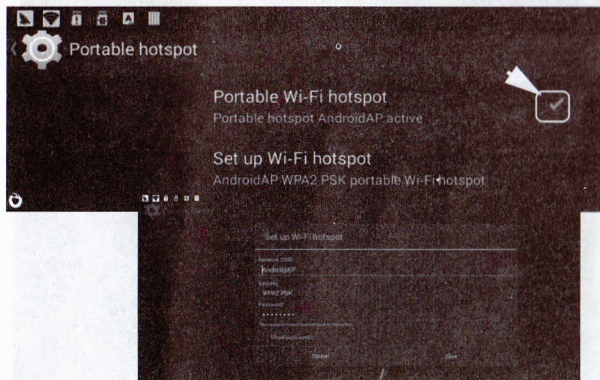 Portable hotspot
Portable Wi-Fi hotspot
Portable hotspot AndroidAP active
Set up Wi-Fi hotspot
AndroidAP WPA2 PSK portable Wi-Fi hotspot
Set up Wi-Fi hotspot
Network SSID
AndroidAP
Security
WPA2 PSK
Password
••••••••
Show password
Cancel
Save